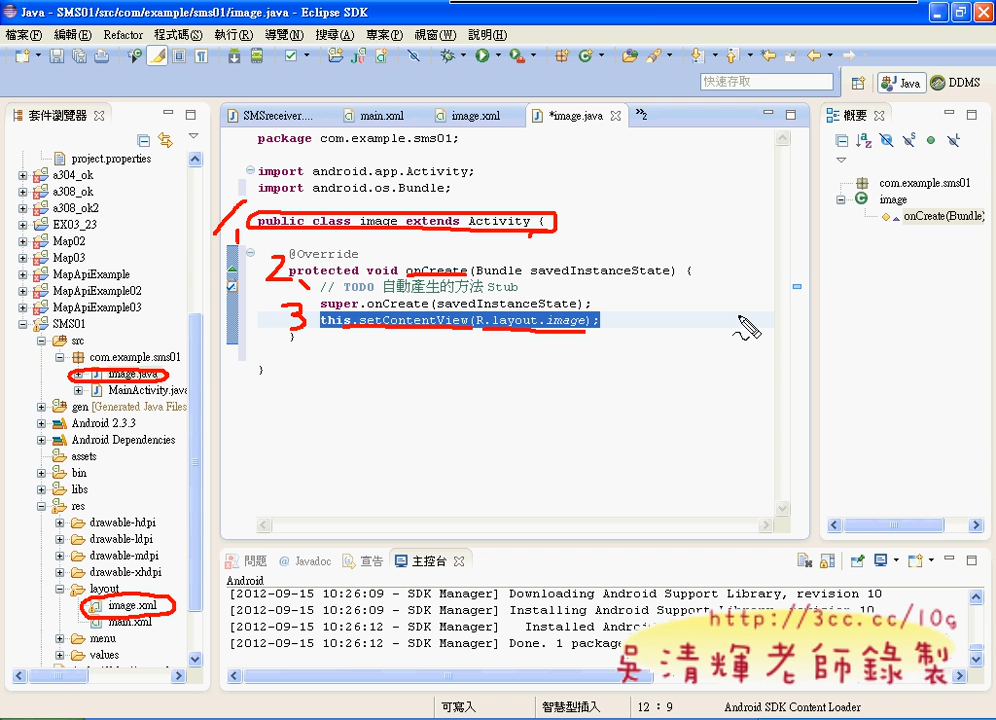 Java - SMS01/src/com/example/sms01/image.java - Eclipse SDK
檔案(F) 編輯(E) Refactor 程式碼(S) 執行(R) 導覽(N) 搜尋(A) 專案(P) 視窗(W) 說明(H)
快速存取
Java
DDMS
套件瀏覽器
project.properties
a304_ok
a308_ok
a308_ok2
EX03_23
Map02
Map03
MapApiExample
MapApiExample02
MapApiExample03
SMS01
src
com.example.sms01
image.java
MainActivity.java
gen [Generated Java Files
Android 2.3.3
Android Dependencies
assets
bin
libs
res
drawable-hdpi
drawable-ldpi
drawable-mdpi
drawable-xhdpi
layout
image.xml
main.xml
menu
values
SMSreceiver.... main.xml image.xml *image.java »2
package com.example.sms01;
import android.app.Activity;
import android.os.Bundle;
1
public class image extends Activity {
@Override
2、
protected void onCreate(Bundle savedInstanceState) {
// TODO 自動產生的方法 Stub
super.onCreate(savedInstanceState);
3
this.setContentView(R.layout.image);
}
}
概要
com.example.sms01
image
onCreate(Bundle)
問題 @ Javadoc 宣告 主控台
Android
[2012-09-15 10:26:09 - SDK Manager] Downloading Android Support Library, revision 10
[2012-09-15 10:26:09 - SDK Manager] Installing Android Support Library, revision 10
[2012-09-15 10:26:12 - SDK Manager] Installed Android
[2012-09-15 10:26:12 - SDK Manager] Done. 1 package
http://3cc.cc/10g
吳清輝老師錄製
可寫入 智慧型插入 12 : 9 Android SDK Content Loader